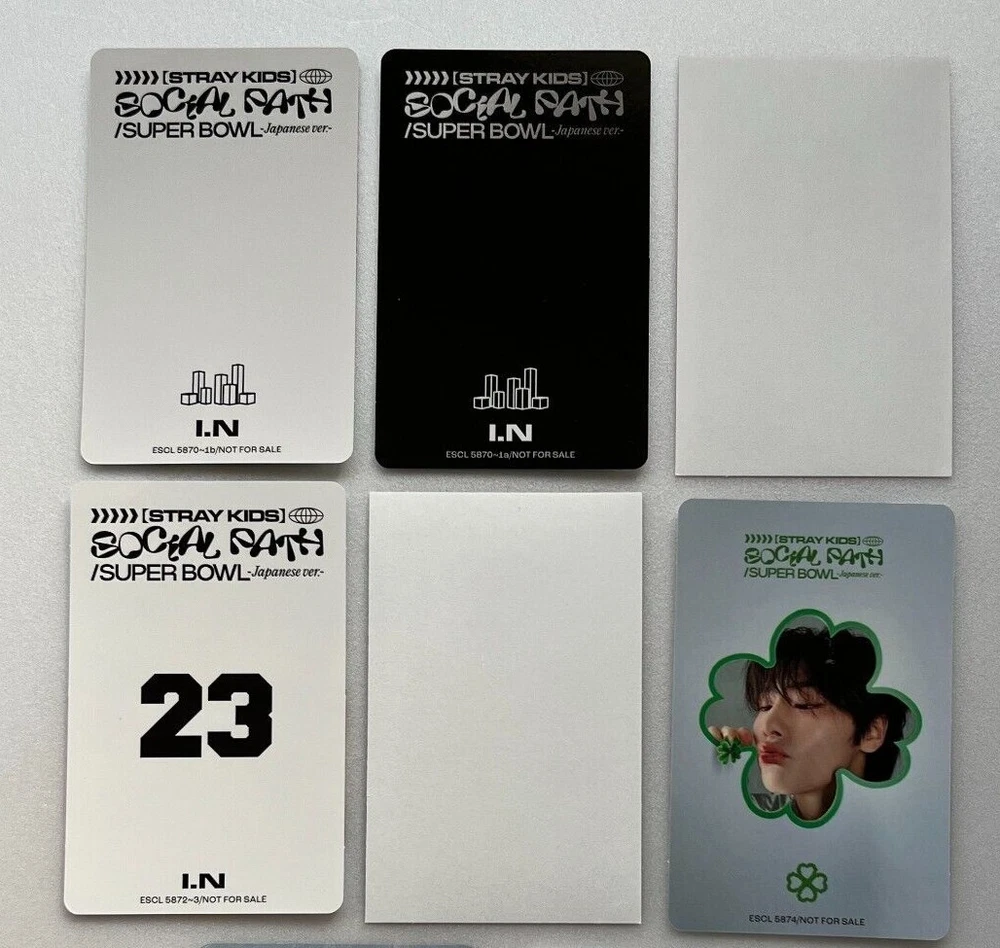 ❯❯❯❯❯[STRAY KIDS]
SOCIAL PATH
/SUPER BOWL-Japanese ver.-
I.N
ESCL 5870~1b/NOT FOR SALE
❯❯❯❯❯[STRAY KIDS]
SOCIAL PATH
/SUPER BOWL-Japanese ver.-
I.N
ESCL 5870~1a/NOT FOR SALE
❯❯❯❯❯[STRAY KIDS]
SOCIAL PATH
/SUPER BOWL-Japanese ver.-
23
I.N
ESCL 5872~3/NOT FOR SALE
❯❯❯❯❯[STRAY KIDS]
SOCIAL PATH
/SUPER BOWL-Japanese ver.-
ESCL 5874/NOT FOR SALE